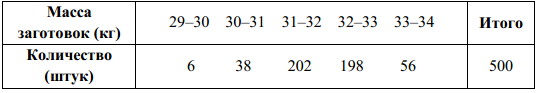 Масса заготовок (кг) 29–30 30–31 31–32 32–33 33–34 Итого
Количество (штук) 6 38 202 198 56 500